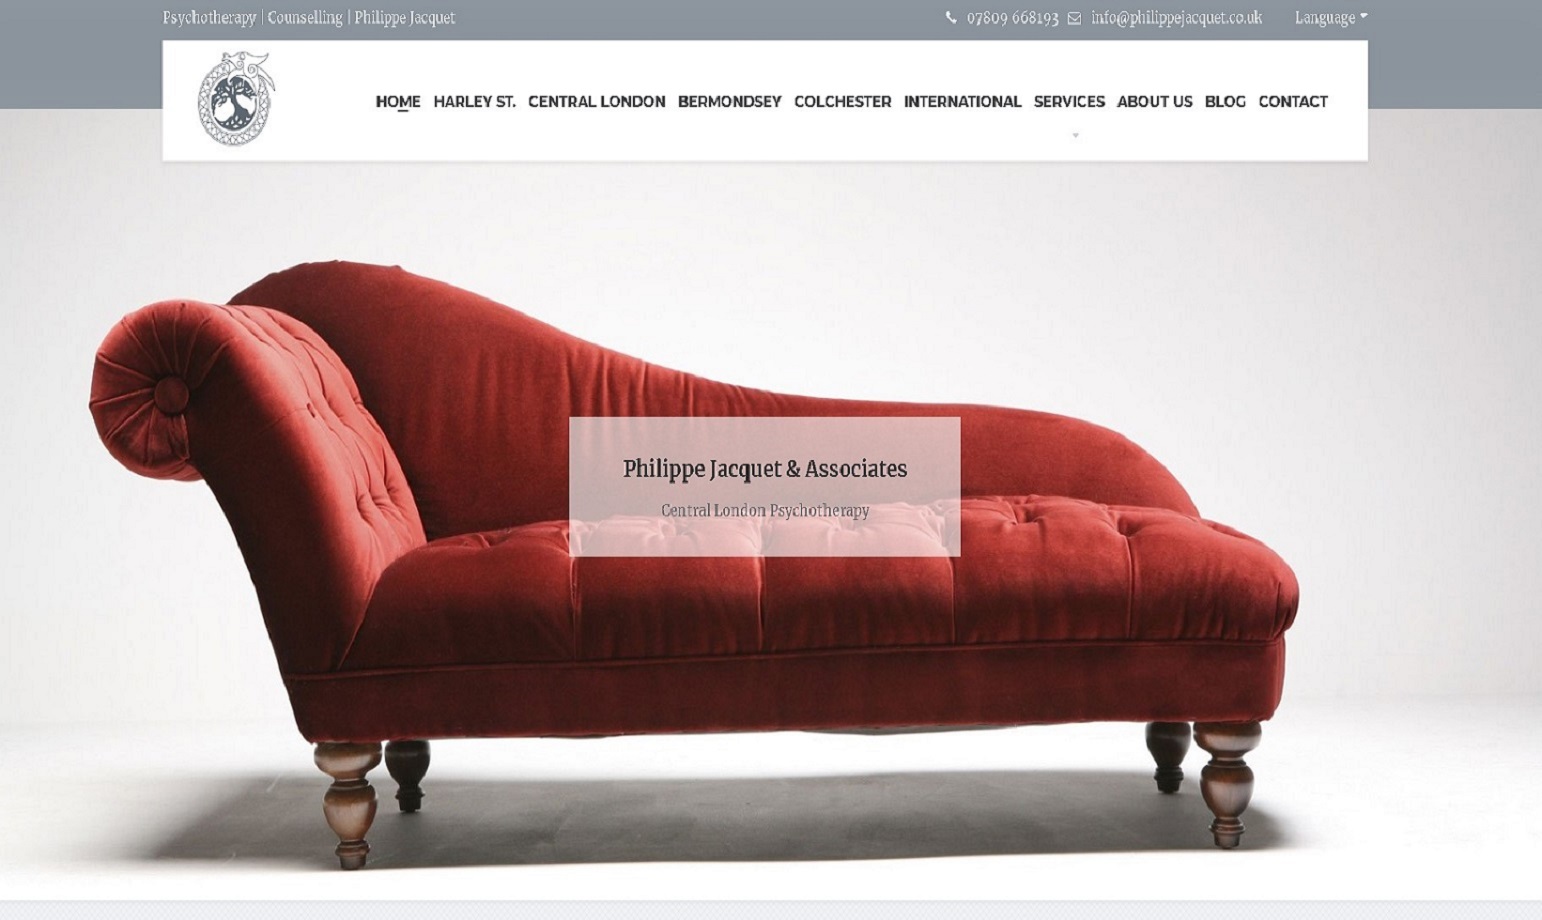 Psychotherapy | Counselling | Philippe Jacquet
07809 668193 info@philippejacquet.co.uk Language
HOME HARLEY ST. CENTRAL LONDON BERMONDSEY COLCHESTER INTERNATIONAL SERVICES ABOUT US BLOG CONTACT
Philippe Jacquet & Associates
Central London Psychotherapy